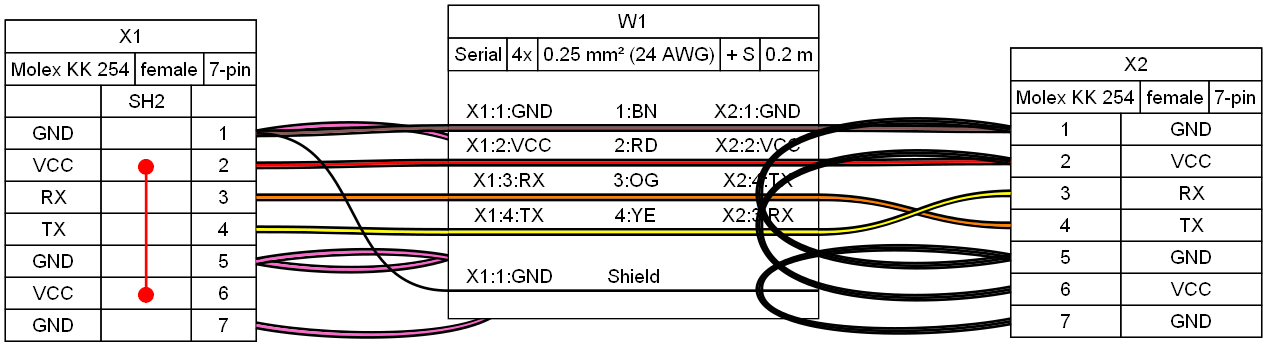 X1
Molex KK 254 female 7-pin
SH2
GND 1
VCC 2
RX 3
TX 4
GND 5
VCC 6
GND 7
W1
Serial 4x 0.25 mm² (24 AWG) + S 0.2 m
X1:1:GND 1:BN X2:1:GND
X1:2:VCC 2:RD X2:2:VCC
X1:3:RX 3:OG X2:4:TX
X1:4:TX 4:YE X2:3:RX
X1:1:GND Shield
X2
Molex KK 254 female 7-pin
1 GND
2 VCC
3 RX
4 TX
5 GND
6 VCC
7 GND